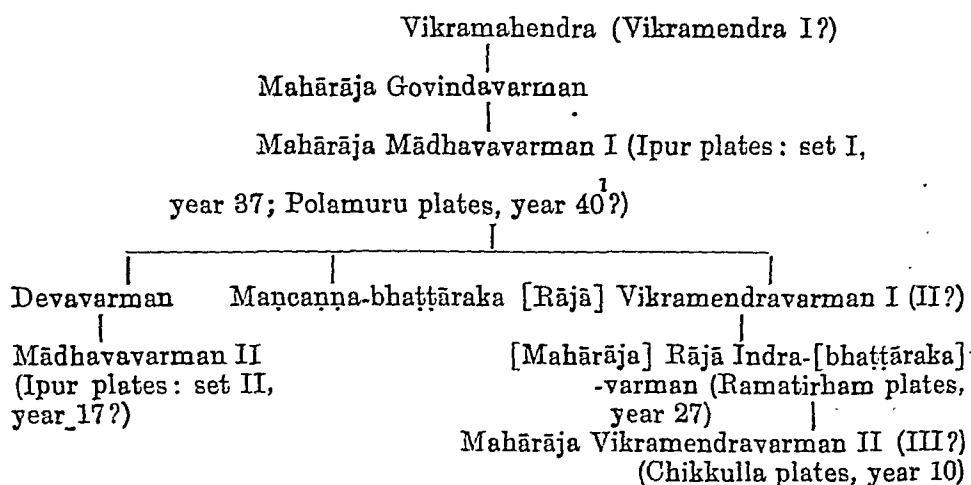 Vikramahendra (Vikramendra I?)
Mahārāja Govindavarman
Mahārāja Mādhavavarman I (Ipur plates: set I,
year 37; Polamuru plates, year 40¹?)
Devavarman Maṇcaṇṇa-bhaṭṭāraka [Rājā] Vikramendravarman I (II?)
Mādhavavarman II [Mahārāja] Rājā Indra-[bhaṭṭāraka]
(Ipur plates: set II, -varman (Ramatirham plates,
year 17?) year 27)
Mahārāja Vikramendravarman II (III?)
(Chikkulla plates, year 10)